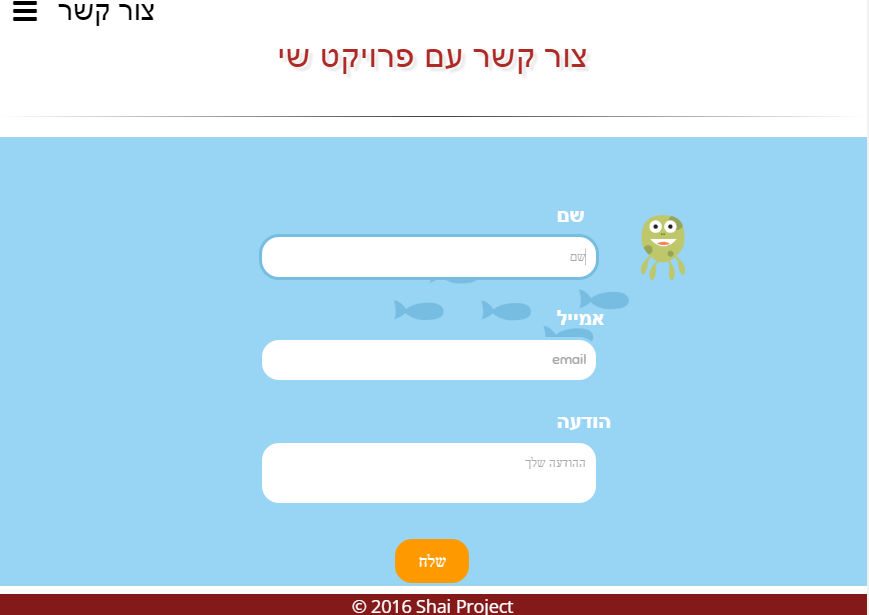 צור קשר
צור קשר עם פרויקט שי
שם
שם
אמייל
email
הודעה
ההודעה שלך
שלח
© 2016 Shai Project